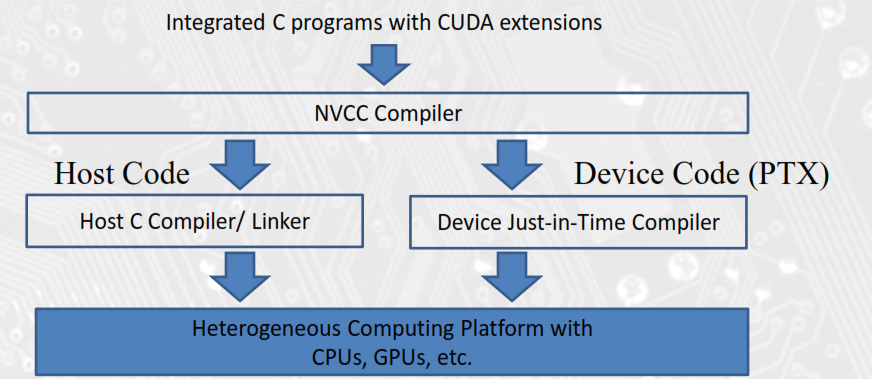 Integrated C programs with CUDA extensions
NVCC Compiler
Host Code
Device Code (PTX)
Host C Compiler/ Linker
Device Just-in-Time Compiler
Heterogeneous Computing Platform with
CPUs, GPUs, etc.